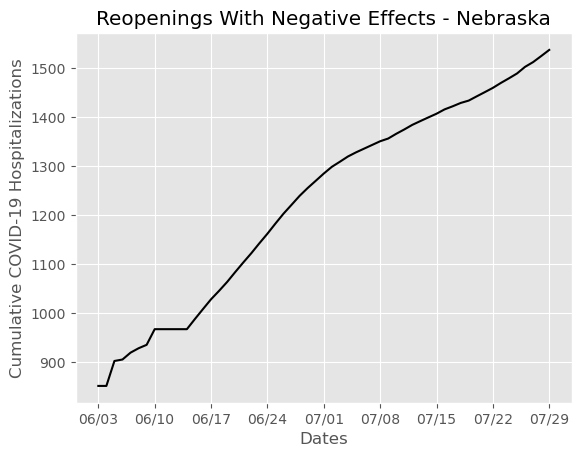 Reopenings With Negative Effects - Nebraska
Cumulative COVID-19 Hospitalizations
1500
1400
1300
1200
1100
1000
900
06/03 06/10 06/17 06/24 07/01 07/08 07/15 07/22 07/29
Dates